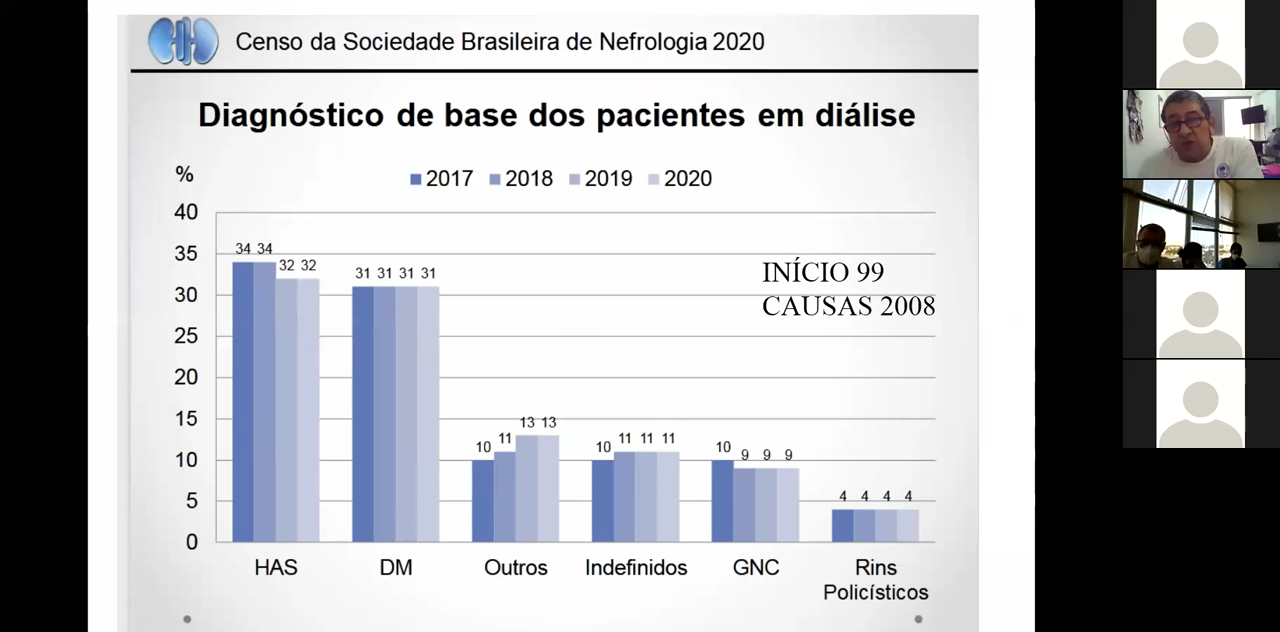 Censo da Sociedade Brasileira de Nefrologia 2020
Diagnóstico de base dos pacientes em diálise
%
2017 2018 2019 2020
40
35
30
25
20
15
10
5
0
34 34 32 32
31 31 31 31
10 11 13 13
10 11 11 11
10 9 9 9
4 4 4 4
INÍCIO 99
CAUSAS 2008
HAS DM Outros Indefinidos GNC Rins
Policísticos